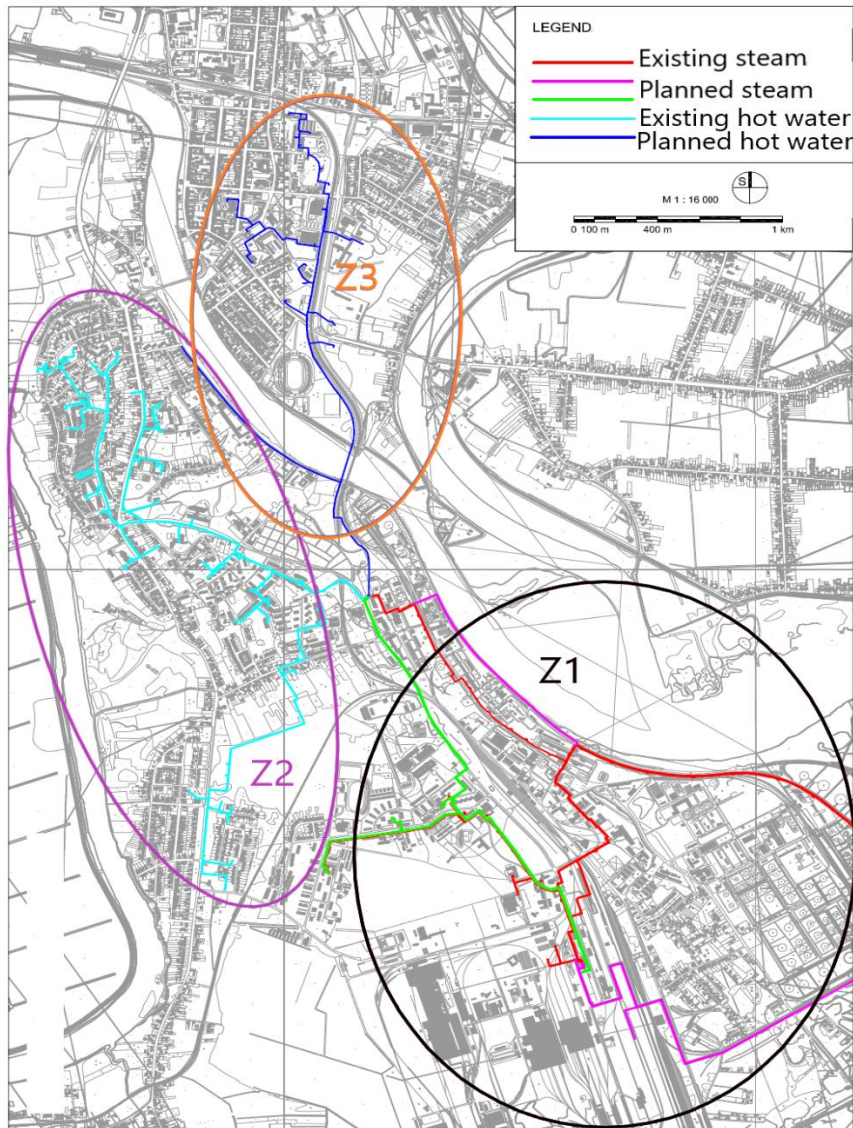 LEGEND
Existing steam
Planned steam
Existing hot water
Planned hot water
S
M 1 : 16 000
0 100 m 400 m 1 km
Z3
Z1
Z2